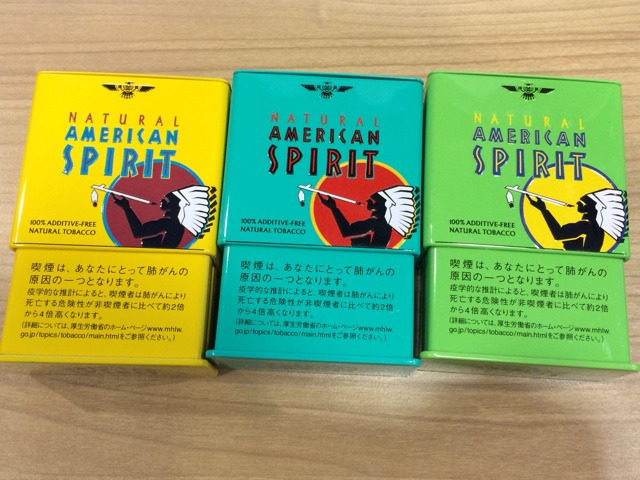 NATURAL
AMERICAN
SPIRIT
100% ADDITIVE-FREE
NATURAL TOBACCO
喫煙は、あなたにとって肺がんの
原因の一つとなります。
疫学的な推計によると、喫煙者は肺がんにより
死亡する危険性が非喫煙者に比べて約2倍
から4倍高くなります。
(詳細については、厚生労働省のホーム・ページwww.mhlw.
go.jp/topics/tobacco/main.htmlをご参照ください。)
NATURAL
AMERICAN
SPIRIT
100% ADDITIVE-FREE
NATURAL TOBACCO
喫煙は、あなたにとって肺がんの
原因の一つとなります。
疫学的な推計によると、喫煙者は肺がんにより
死亡する危険性が非喫煙者に比べて約2倍
から4倍高くなります。
(詳細については、厚生労働省のホーム・ページwww.mhlw.
go.jp/topics/tobacco/main.htmlをご参照ください。)
NATURAL
AMERICAN
SPIRIT
100% ADDITIVE-FREE
NATURAL TOBACCO
喫煙は、あなたにとって肺がんの
原因の一つとなります。
疫学的な推計によると、喫煙者は肺がんにより
死亡する危険性が非喫煙者に比べて約2倍
から4倍高くなります。
(詳細については、厚生労働省のホーム・ページwww.mhlw.
go.jp/topics/tobacco/main.htmlをご参照ください。)